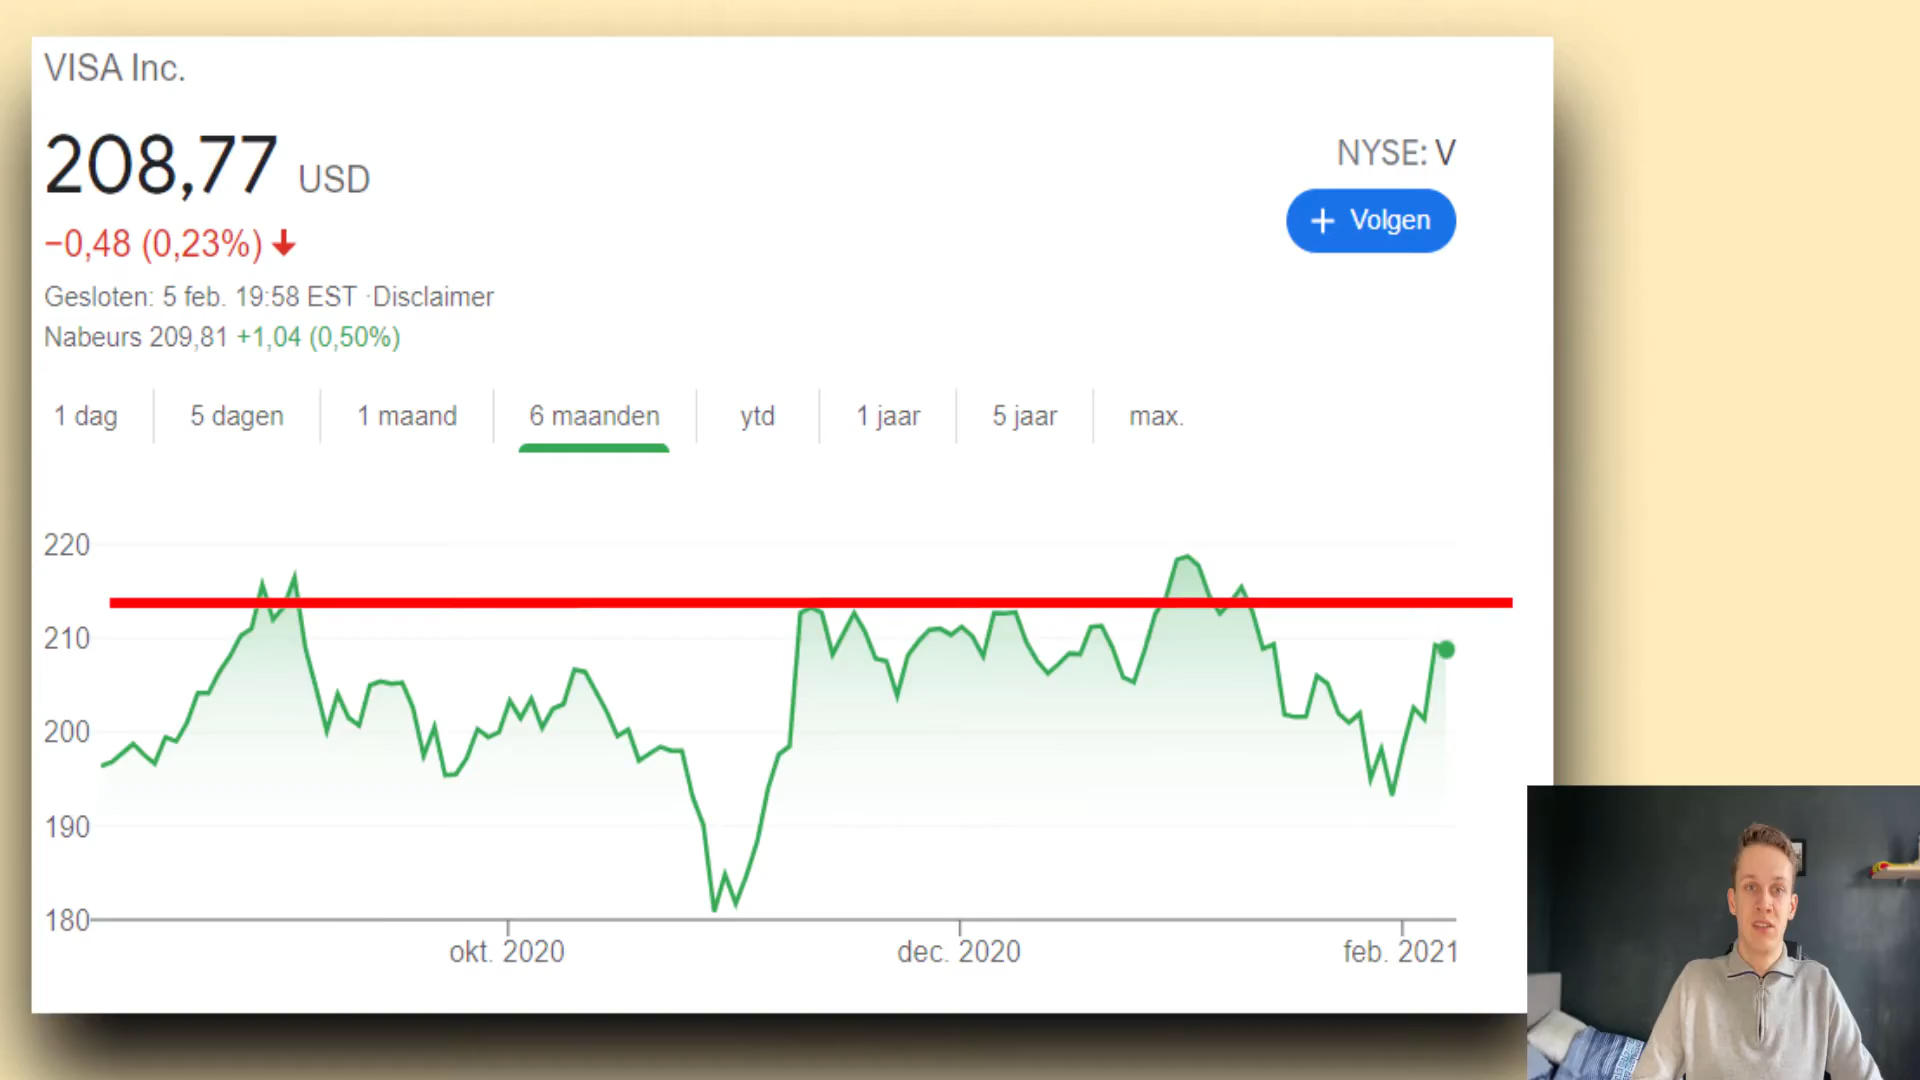 VISA Inc.
208,77 USD
−0,48 (0,23%)
Gesloten: 5 feb. 19:58 EST ·Disclaimer
Nabeurs 209,81 +1,04 (0,50%)
NYSE: V
+ Volgen
1 dag 5 dagen 1 maand 6 maanden ytd 1 jaar 5 jaar max.
220
210
200
190
180
okt. 2020 dec. 2020 feb. 2021